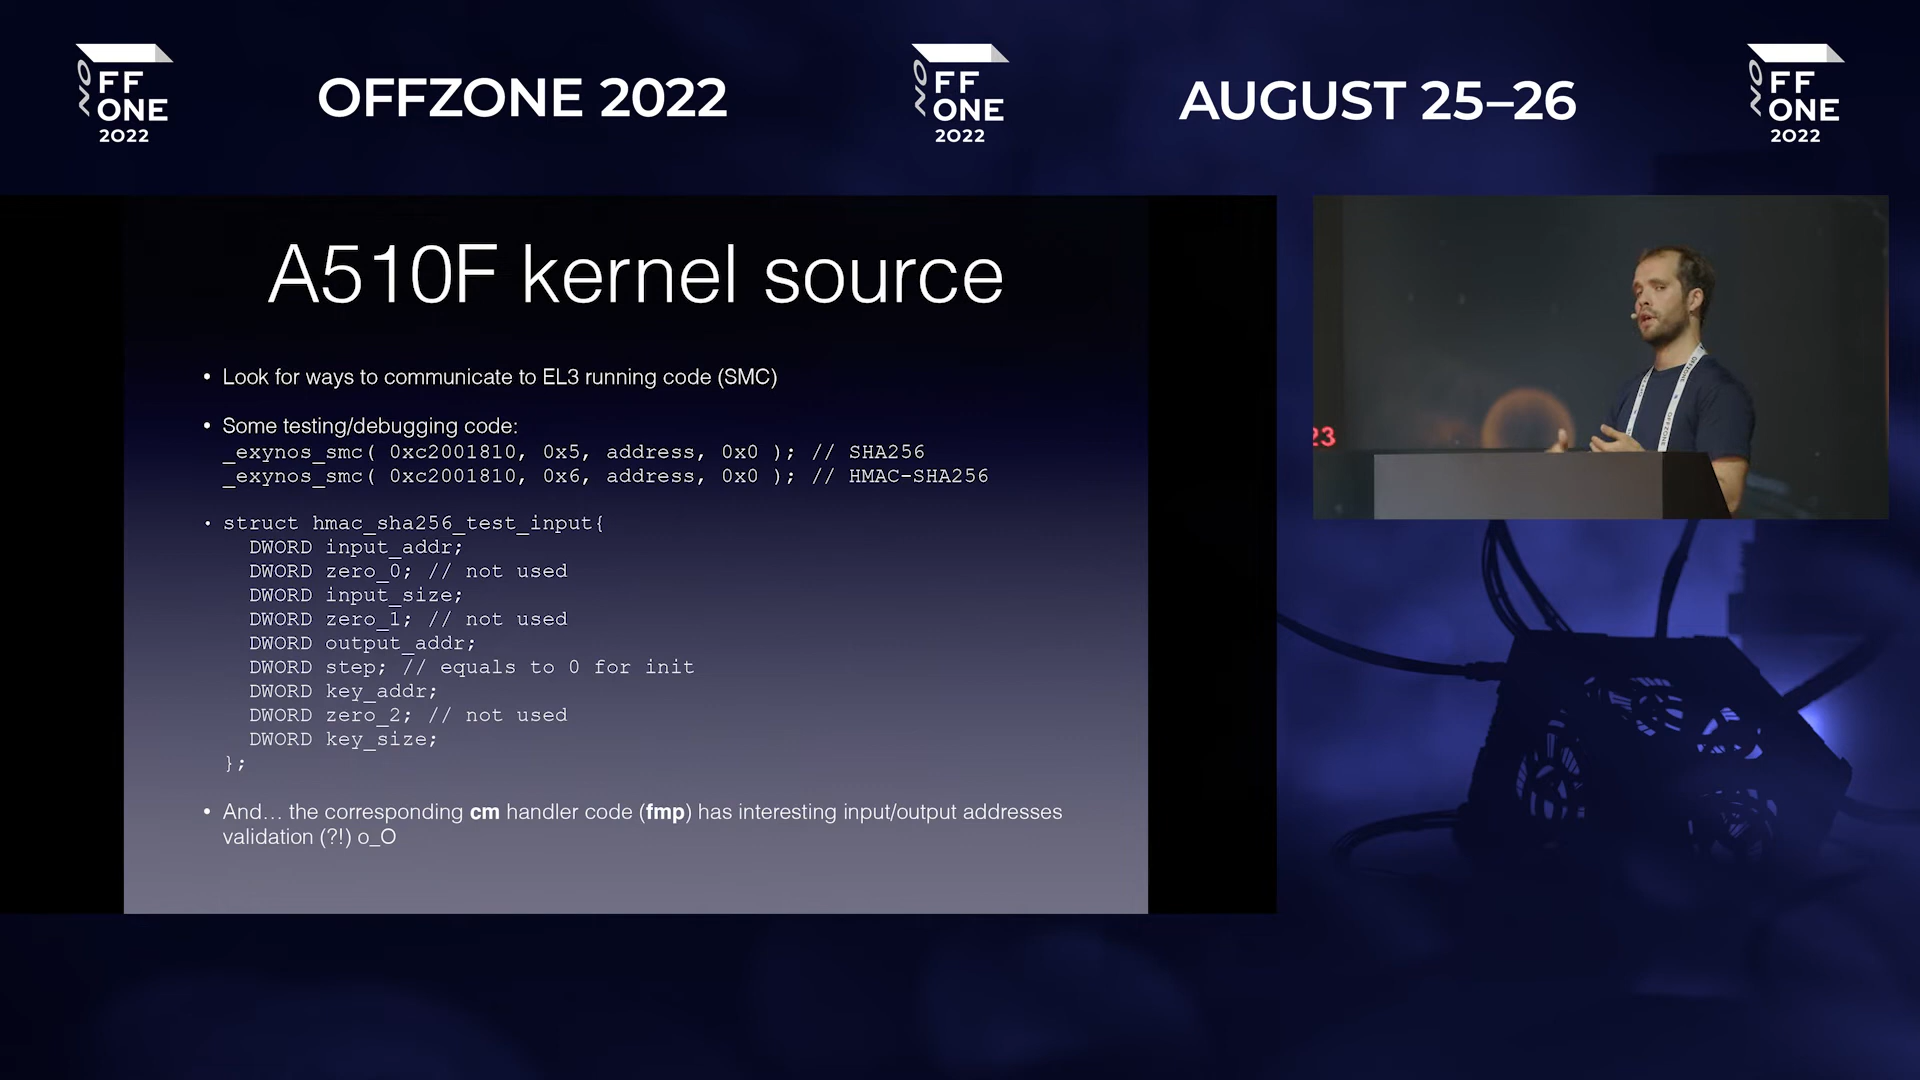 OFF
ZONE
2022
OFFZONE 2022
OFF
ZONE
2022
AUGUST 25–26
OFF
ZONE
2022
A510F kernel source
• Look for ways to communicate to EL3 running code (SMC)
• Some testing/debugging code:
_exynos_smc( 0xc2001810, 0x5, address, 0x0 ); // SHA256
_exynos_smc( 0xc2001810, 0x6, address, 0x0 ); // HMAC-SHA256
• struct hmac_sha256_test_input{
DWORD input_addr;
DWORD zero_0; // not used
DWORD input_size;
DWORD zero_1; // not used
DWORD output_addr;
DWORD step; // equals to 0 for init
DWORD key_addr;
DWORD zero_2; // not used
DWORD key_size;
};
• And... the corresponding cm handler code (fmp) has interesting input/output addresses
validation (?!) o_O
23
OFFZONE